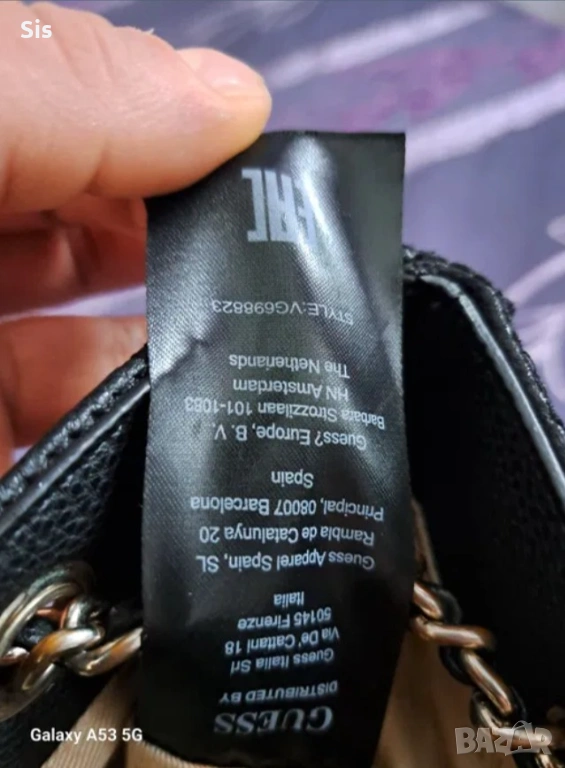 Sis
GUESS
DISTRIBUTED BY
Guess Italia Srl
Via De' Cattani 18
50145 Firenze
Italia
Guess Apparel Spain, SL
Rambla de Catalunya 20
Principal, 08007 Barcelona
Spain
Guess? Europe, B. V.
Barbara Strozzilaan 101-1083
HN Amsterdam
The Netherlands
STYLE:VG698823
EAC
Galaxy A53 5G
BAZAR